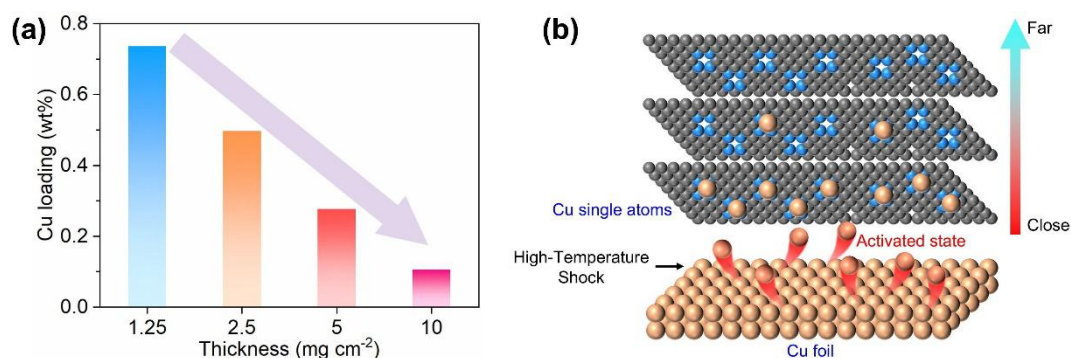 (a)
0.8
0.6
0.4
0.2
0.0
Cu loading (wt%)
1.25
2.5
5
10
Thickness (mg cm⁻²)
(b)
Far
Close
Cu single atoms
Activated state
High-Temperature
Shock
Cu foil